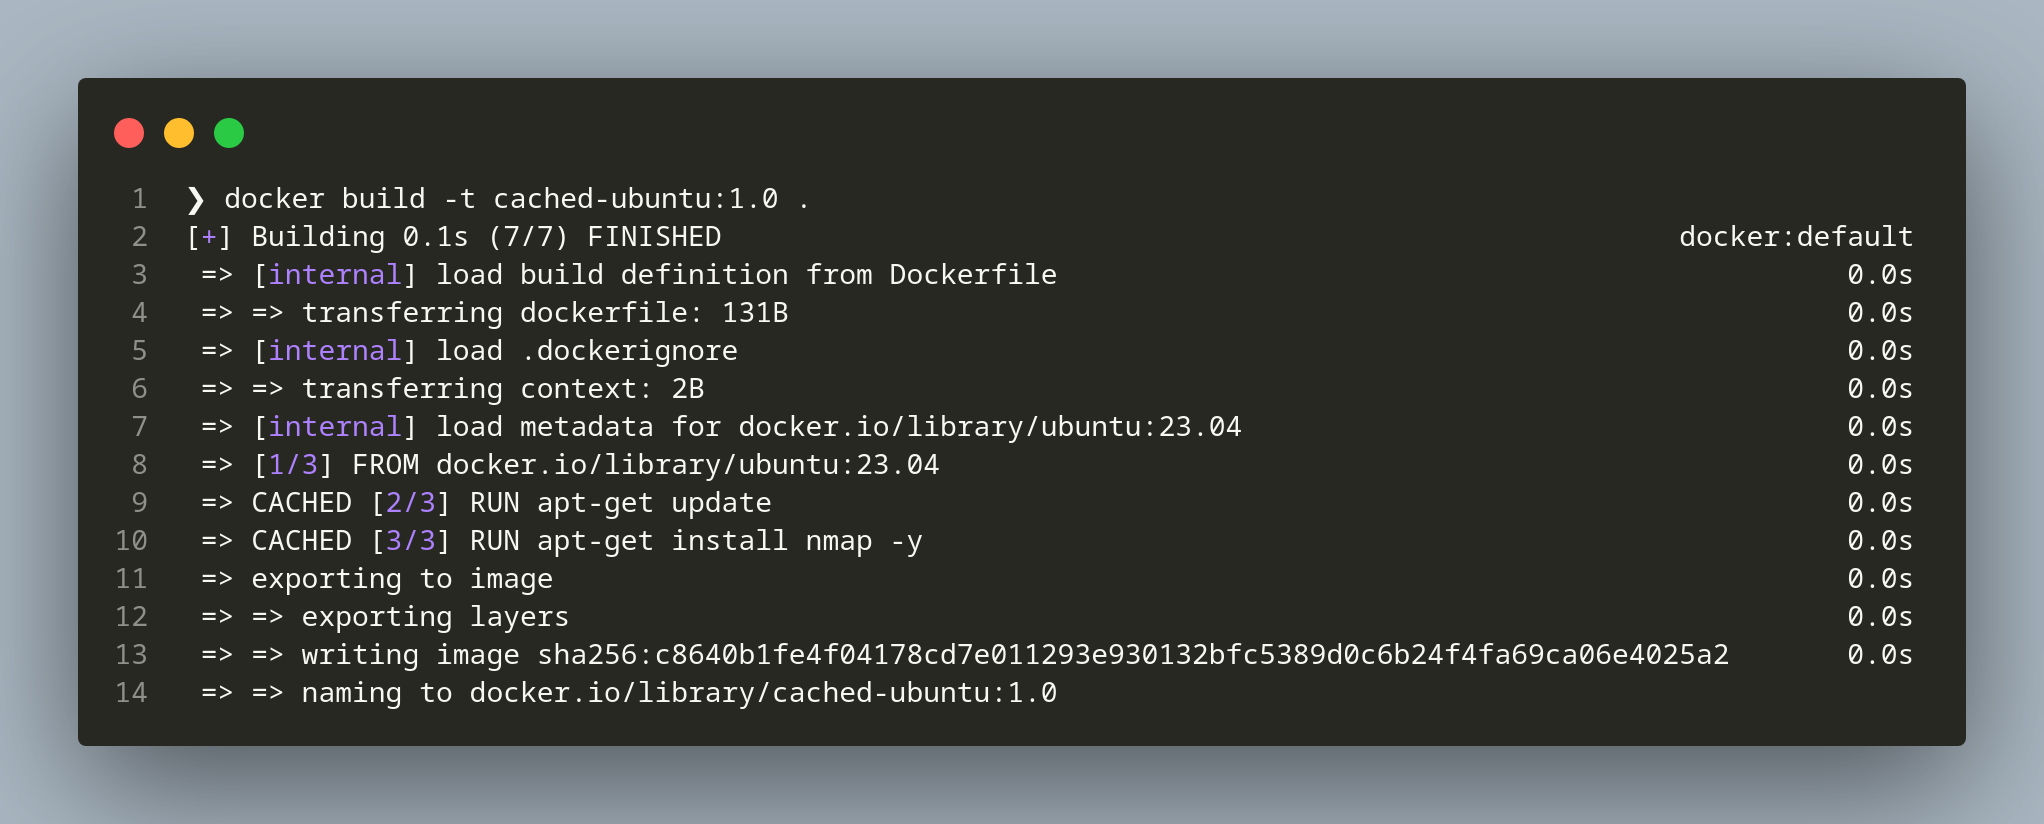 1 ❯ docker build -t cached-ubuntu:1.0 .
2 [+] Building 0.1s (7/7) FINISHED docker:default
3 => [internal] load build definition from Dockerfile 0.0s
4 => => transferring dockerfile: 131B 0.0s
5 => [internal] load .dockerignore 0.0s
6 => => transferring context: 2B 0.0s
7 => [internal] load metadata for docker.io/library/ubuntu:23.04 0.0s
8 => [1/3] FROM docker.io/library/ubuntu:23.04 0.0s
9 => CACHED [2/3] RUN apt-get update 0.0s
10 => CACHED [3/3] RUN apt-get install nmap -y 0.0s
11 => exporting to image 0.0s
12 => => exporting layers 0.0s
13 => => writing image sha256:c8640b1fe4f04178cd7e011293e930132bfc5389d0c6b24f4fa69ca06e4025a2 0.0s
14 => => naming to docker.io/library/cached-ubuntu:1.0